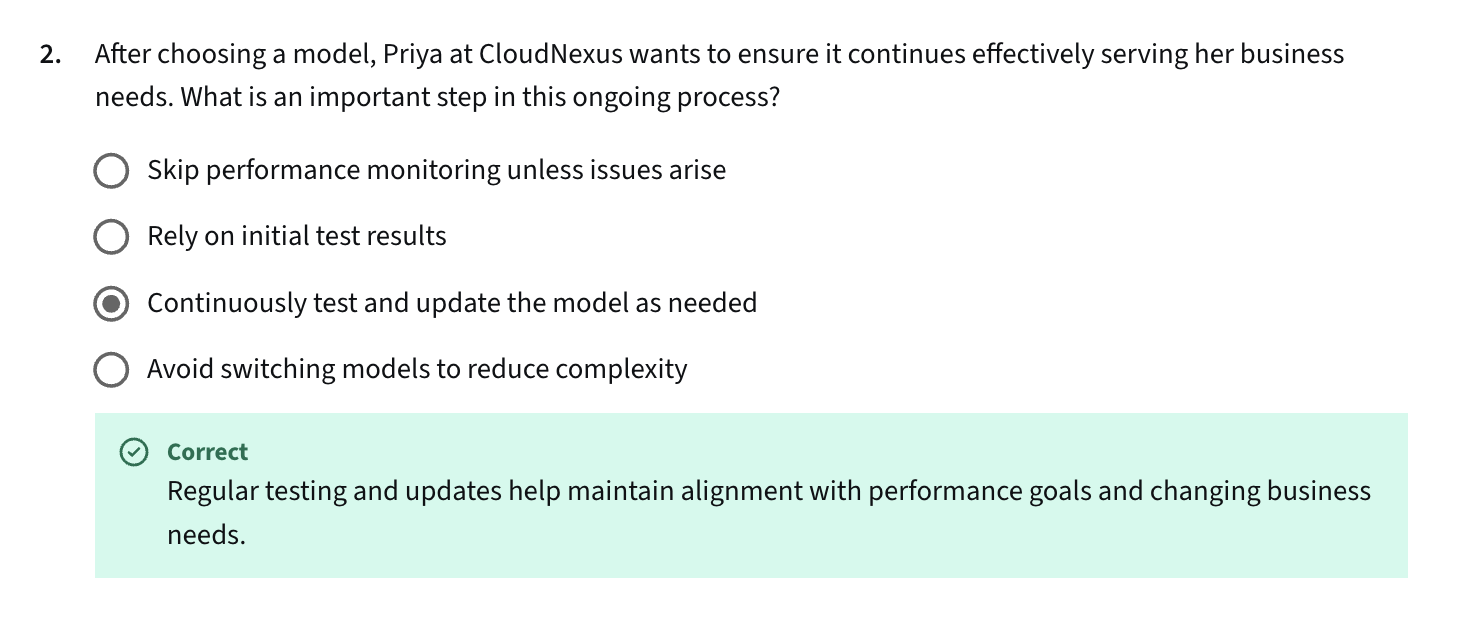 2. After choosing a model, Priya at CloudNexus wants to ensure it continues effectively serving her business
needs. What is an important step in this ongoing process?
Skip performance monitoring unless issues arise
Rely on initial test results
Continuously test and update the model as needed
Avoid switching models to reduce complexity
Correct
Regular testing and updates help maintain alignment with performance goals and changing business
needs.